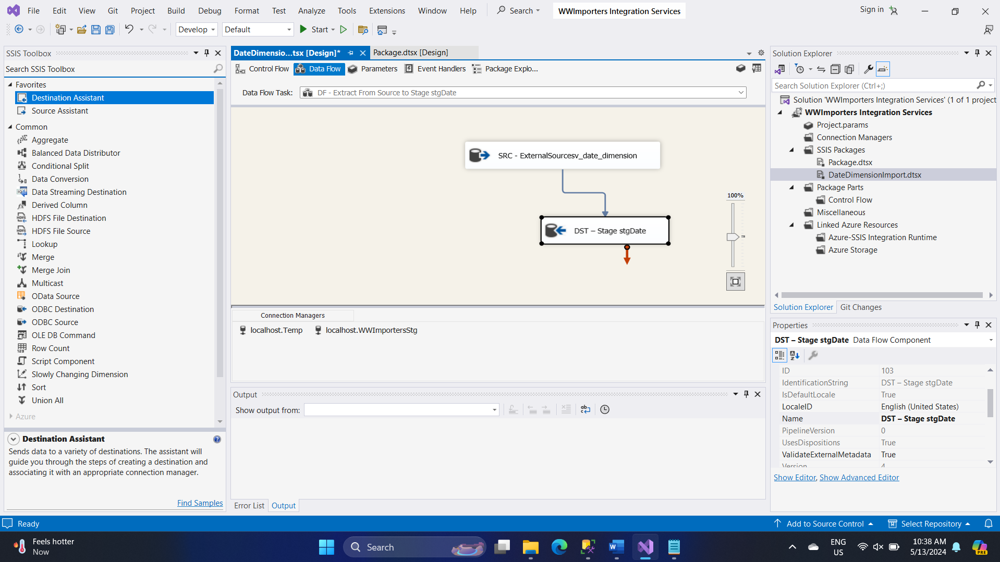 File Edit View Git Project Build Debug Format Test Analyze Tools Extensions Window Help Search WWImporters Integration Services Sign in
Develop Default Start
SSIS Toolbox
Search SSIS Toolbox
Favorites
Destination Assistant
Source Assistant
Common
Aggregate
Balanced Data Distributor
Conditional Split
Data Conversion
Data Streaming Destination
Derived Column
HDFS File Destination
HDFS File Source
Lookup
Merge
Merge Join
Multicast
OData Source
ODBC Destination
ODBC Source
OLE DB Command
Row Count
Script Component
Slowly Changing Dimension
Sort
Union All
Azure
Destination Assistant
Sends data to a variety of destinations. The assistant will
guide you through the steps of creating a destination and
associating it with an appropriate connection manager.
Find Samples
DateDimensio...tsx [Design]* Package.dtsx [Design]
Control Flow Data Flow Parameters Event Handlers Package Explo...
Data Flow Task: DF - Extract From Source to Stage stgDate
SRC - ExternalSourcesv_date_dimension
DST – Stage stgDate
100%
Connection Managers
localhost.Temp localhost.WWImportersStg
Output
Show output from:
Error List Output
Solution Explorer
Search Solution Explorer (Ctrl+;)
Solution 'WWImporters Integration Services' (1 of 1 project
WWImporters Integration Services
Project.params
Connection Managers
SSIS Packages
Package.dtsx
DateDimensionImport.dtsx
Package Parts
Control Flow
Miscellaneous
Linked Azure Resources
Azure-SSIS Integration Runtime
Azure Storage
Solution Explorer Git Changes
Properties
DST – Stage stgDate Data Flow Component
ID 103
IdentificationString DST – Stage stgDate
IsDefaultLocale True
LocaleID English (United States)
Name DST – Stage stgDate
PipelineVersion 0
UsesDispositions True
ValidateExternalMetadata True
Version 4
Show Editor, Show Advanced Editor
Ready Add to Source Control Select Repository
Feels hotter
Now
Search
ENG
US
10:38 AM
5/13/2024
PRE